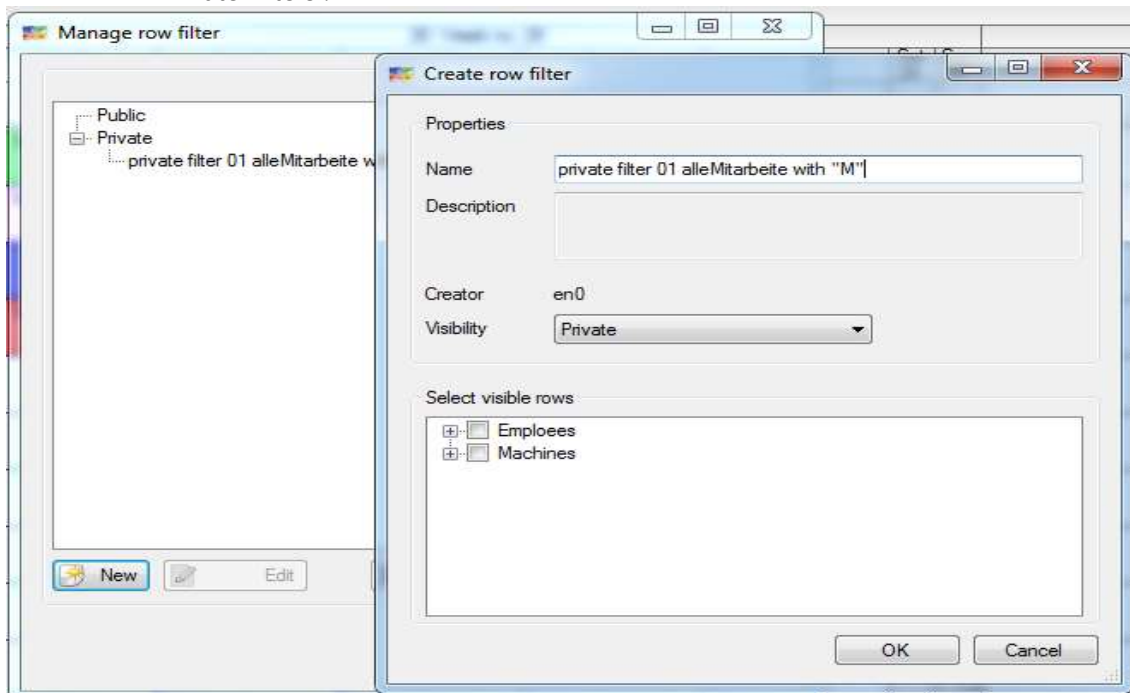 Manage row filter
Public
Private
private filter 01 alleMitarbeite w
New
Edit
Create row filter
Properties
Name
private filter 01 alleMitarbeite with "M"
Description
Creator
en0
Visibility
Private
Select visible rows
Emploees
Machines
OK
Cancel